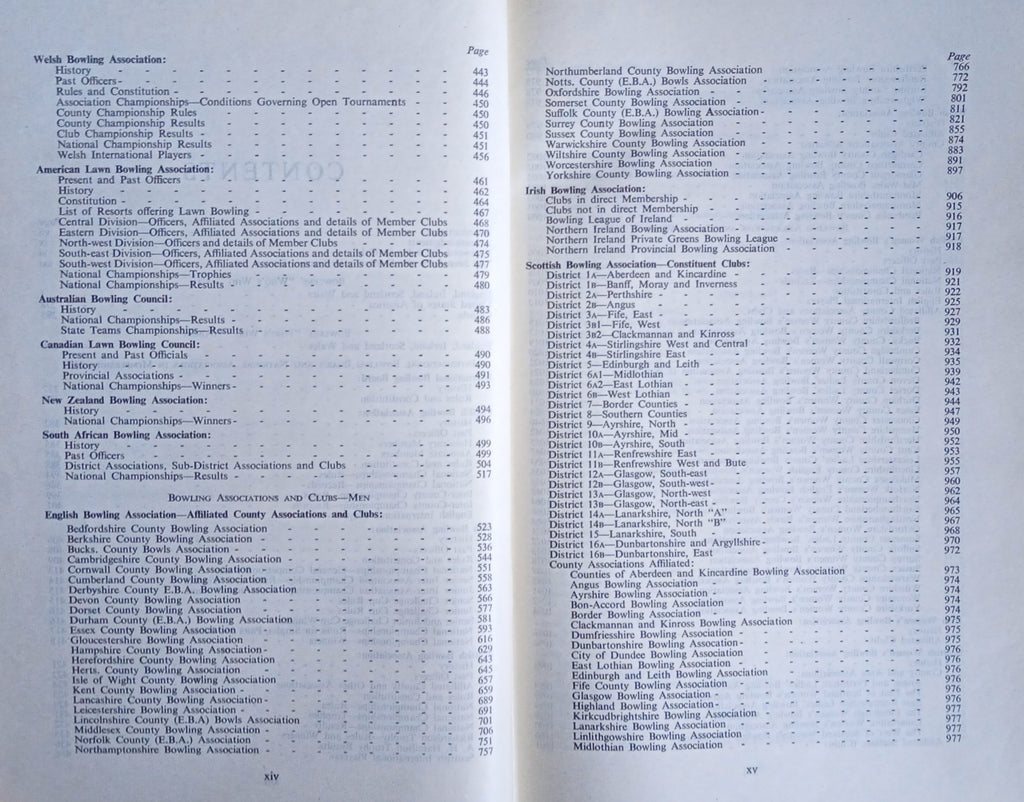 Page
Welsh Bowling Association:
History - - - - - - - - - - - - - 443
Past Officers - - - - - - - - - - - - 444
Rules and Constitution - - - - - - - - - - 446
Association Championships—Conditions Governing Open Tournaments - - 450
County Championship Rules - - - - - - - - - 450
County Championship Results - - - - - - - - - 450
Club Championship Results - - - - - - - - - 451
National Championship Results - - - - - - - - - 451
Welsh International Players - - - - - - - - - 456
American Lawn Bowling Association:
Present and Past Officers - - - - - - - - - - 461
History - - - - - - - - - - - - - 462
Constitution - - - - - - - - - - - - 464
List of Resorts offering Lawn Bowling - - - - - - - 467
Central Division—Officers, Affiliated Associations and details of Member Clubs 468
Eastern Division—Officers, Affiliated Associations and details of Member Clubs 470
North-west Division—Officers and details of Member Clubs - - - - 474
South-east Division—Officers, Affiliated Associations and details of Member Clubs 475
South-west Division—Officers, Affiliated Associations and details of Member Clubs 477
National Championships—Trophies - - - - - - - - 479
National Championships—Results - - - - - - - - 480
Australian Bowling Council:
History - - - - - - - - - - - - - 483
National Championships—Results - - - - - - - - 486
State Teams Championships—Results - - - - - - - 488
Canadian Lawn Bowling Council:
Present and Past Officials - - - - - - - - - 490
History - - - - - - - - - - - - - 490
Provincial Associations - - - - - - - - - - 491
National Championships—Winners - - - - - - - - 493
New Zealand Bowling Association:
History - - - - - - - - - - - - - 494
National Championships—Winners - - - - - - - - 496
South African Bowling Association:
History - - - - - - - - - - - - - 499
Past Officers - - - - - - - - - - - - 499
District Associations, Sub-District Associations and Clubs - - - - 504
National Championships—Results - - - - - - - - 517
Bowling Associations and Clubs—Men
English Bowling Association—Affiliated County Associations and Clubs:
Bedfordshire County Bowling Association - - - - - - - 523
Berkshire County Bowling Association - - - - - - - 528
Bucks. County Bowls Association - - - - - - - - 536
Cambridgeshire County Bowling Association - - - - - - 544
Cornwall County Bowling Association - - - - - - - 551
Cumberland County Bowling Association - - - - - - - 558
Derbyshire County E.B.A. Bowling Association - - - - - - 563
Devon County Bowling Association - - - - - - - - 566
Dorset County Bowling Association - - - - - - - - 577
Durham County (E.B.A.) Bowling Association - - - - - - 581
Essex County Bowling Association - - - - - - - - 593
Gloucestershire Bowling Association - - - - - - - - 616
Hampshire County Bowling Association - - - - - - - 629
Herefordshire County Bowling Association - - - - - - - 643
Herts. County Bowling Association - - - - - - - - 645
Isle of Wight County Bowling Association - - - - - - - 657
Kent County Bowling Association - - - - - - - - 659
Lancashire County Bowling Association - - - - - - - 689
Leicestershire Bowling Association - - - - - - - - 691
Lincolnshire County (E.B.A) Bowls Association - - - - - - 701
Middlesex County Bowling Association - - - - - - - 706
Norfolk County (E.B.A.) Bowling Association - - - - - - 751
Northamptonshire Bowling Association - - - - - - - 757
xiv
Page
Northumberland County Bowling Association - - - - - - 766
Notts. County (E.B.A.) Bowls Association - - - - - - 772
Oxfordshire Bowling Association - - - - - - - - 792
Somerset County Bowling Association - - - - - - - 801
Suffolk County (E.B.A.) Bowling Association - - - - - - 811
Surrey County Bowling Association - - - - - - - 821
Sussex County Bowling Association - - - - - - - 855
Warwickshire County Bowling Association - - - - - - 874
Wiltshire County Bowling Association - - - - - - - 883
Worcestershire Bowling Association - - - - - - - 891
Yorkshire County Bowling Association - - - - - - - 897
Irish Bowling Association:
Clubs in direct Membership - - - - - - - - - 906
Clubs not in direct Membership - - - - - - - - 915
Bowling League of Ireland - - - - - - - - - 916
Northern Ireland Bowling Association - - - - - - - 917
Northern Ireland Private Greens Bowling League - - - - - 917
Northern Ireland Provincial Bowling Association - - - - - 918
Scottish Bowling Association—Constituent Clubs:
District 1A—Aberdeen and Kincardine - - - - - - - 919
District 1B—Banff, Moray and Inverness - - - - - - 921
District 2A—Perthshire - - - - - - - - - - 922
District 2B—Angus - - - - - - - - - - 925
District 3A—Fife, East - - - - - - - - - - 927
District 3B1—Fife, West - - - - - - - - - 929
District 3B2—Clackmannan and Kinross - - - - - - 931
District 4A—Stirlingshire West and Central - - - - - - 932
District 4B—Stirlingshire East - - - - - - - - 934
District 5—Edinburgh and Leith - - - - - - - - 935
District 6A1—Midlothian - - - - - - - - - 939
District 6A2—East Lothian - - - - - - - - - 942
District 6B—West Lothian - - - - - - - - - 943
District 7—Border Counties - - - - - - - - - 944
District 8—Southern Counties - - - - - - - - 947
District 9—Ayrshire, North - - - - - - - - - 949
District 10A—Ayrshire, Mid - - - - - - - - - 950
District 10B—Ayrshire, South - - - - - - - - 952
District 11A—Renfrewshire East - - - - - - - - 953
District 11B—Renfrewshire West and Bute - - - - - - 955
District 12A—Glasgow, South-east - - - - - - - 957
District 12B—Glasgow, South-west - - - - - - - 960
District 13A—Glasgow, North-west - - - - - - - 962
District 13B—Glasgow, North-east - - - - - - - 964
District 14A—Lanarkshire, North “A” - - - - - - - 965
District 14B—Lanarkshire, North “B” - - - - - - - 967
District 15—Lanarkshire, South - - - - - - - - 968
District 16A—Dunbartonshire and Argyllshire - - - - - - 970
District 16B—Dunbartonshire, East - - - - - - - 972
County Associations Affiliated:
Counties of Aberdeen and Kincardine Bowling Association - - - - 973
Angus Bowling Association - - - - - - - - 974
Ayrshire Bowling Association - - - - - - - - 974
Bon-Accord Bowling Association - - - - - - - 974
Border Bowling Association - - - - - - - - 974
Clackmannan and Kinross Bowling Association - - - - - 975
Dumfriesshire Bowling Association - - - - - - - 975
Dunbartonshire Bowling Association - - - - - - - 975
City of Dundee Bowling Association - - - - - - - 976
East Lothian Bowling Association - - - - - - - 976
Edinburgh and Leith Bowling Association - - - - - - 976
Fife County Bowling Association - - - - - - - 976
Glasgow Bowling Association - - - - - - - - 976
Highland Bowling Association - - - - - - - - 976
Kirkcudbrightshire Bowling Association - - - - - - 977
Lanarkshire Bowling Association - - - - - - - 977
Linlithgowshire Bowling Association - - - - - - - 977
Midlothian Bowling Association - - - - - - - 977
xv